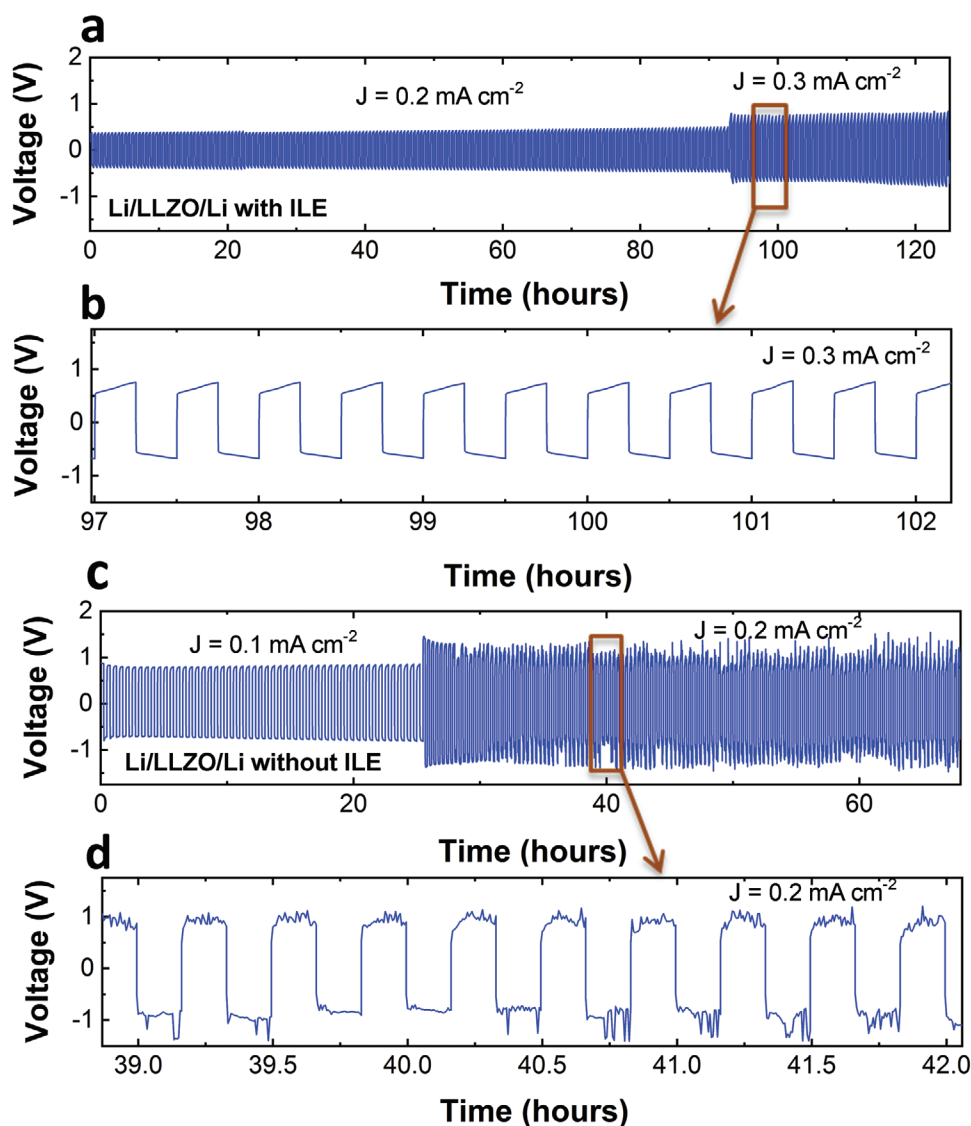 a
2
1
0
-1
Voltage (V)
J = 0.2 mA cm⁻²
J = 0.3 mA cm⁻²
Li/LLZO/Li with ILE
0 20 40 60 80 100 120
Time (hours)
b
1
0
-1
Voltage (V)
J = 0.3 mA cm⁻²
97 98 99 100 101 102
Time (hours)
c
2
1
0
-1
Voltage (V)
J = 0.1 mA cm⁻²
J = 0.2 mA cm⁻²
Li/LLZO/Li without ILE
0 20 40 60
Time (hours)
d
1
0
-1
Voltage (V)
J = 0.2 mA cm⁻²
39.0 39.5 40.0 40.5 41.0 41.5 42.0
Time (hours)